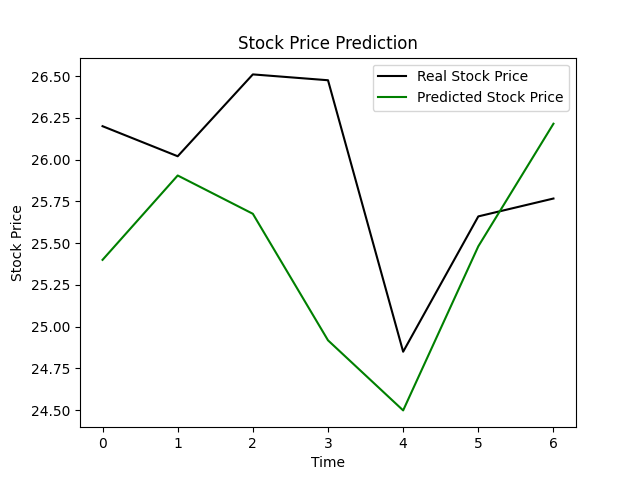 Stock Price Prediction
Real Stock Price
Predicted Stock Price
26.50
26.25
26.00
25.75
25.50
25.25
25.00
24.75
24.50
Stock Price
0 1 2 3 4 5 6
Time